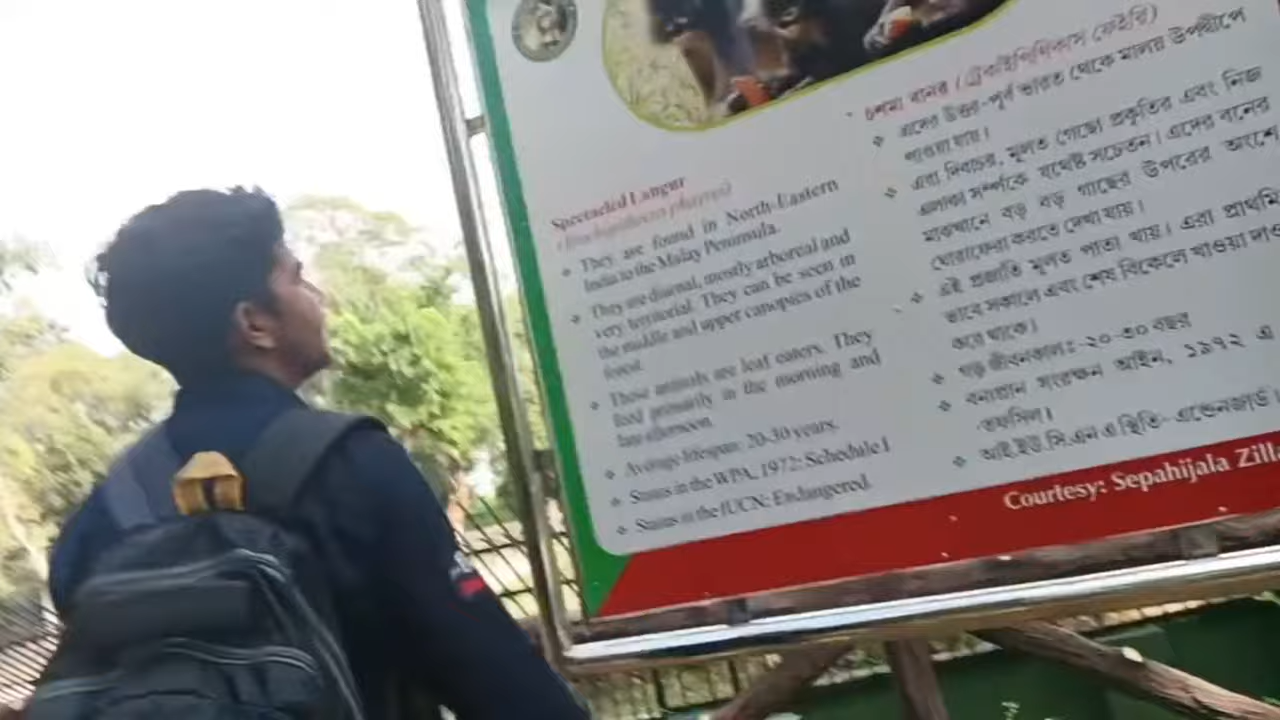 Spectacled Langur
(Trachypithecus phayrei)
They are found in North-Eastern
India to the Malay Peninsula.
They are diurnal, mostly arboreal and
very territorial. They can be seen in
the middle and upper canopies of the
forest.
These animals are leaf eaters. They
feed primarily in the morning and
late afternoon.
Average lifespan: 20-30 years.
Status in the WPA, 1972: Schedule I
Status in the IUCN: Endangered.
চশমা বানর (ট্রেকাইপিথিকাস ফেইরি)
এদের উত্তর-পূর্ব ভারত থেকে মালয় উপদ্বীপে
পাওয়া যায়।
এরা দিবাচর, মূলত গেছো প্রকৃতির এবং নিজ
এলাকা সম্পর্কে যথেষ্ট সচেতন। এদের বনের
মাঝখানে বড় বড় গাছের উপরের অংশে
ঘোরাফেরা করতে দেখা যায়।
এই প্রজাতি মূলত পাতা খায়। এরা প্রাথমি
ভাবে সকালে এবং শেষ বিকেলে খাওয়া দাও
করে থাকে।
গড় জীবনকাল:-২০-৩০ বছর
বন্যপ্রাণ সংরক্ষণ আইন, ১৯৭২ এ
তফসিল।
আই.ইউ.সি.এন এ স্থিতি- এন্ডেনজার্ড
Courtesy: Sepahijala Zilla